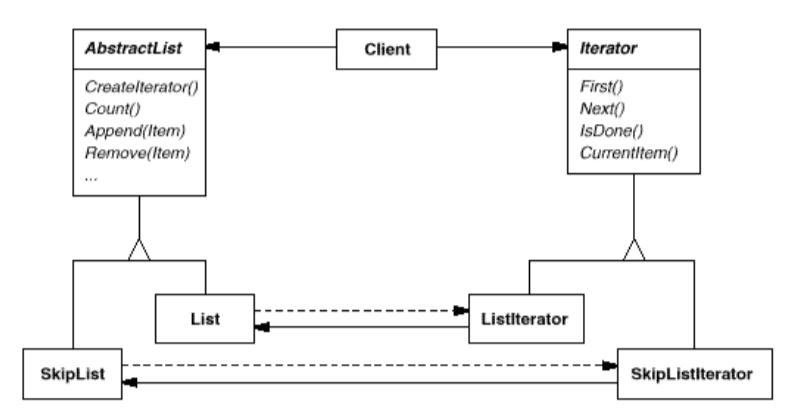 AbstractList
CreateIterator()
Count()
Append(Item)
Remove(Item)
...
Client
Iterator
First()
Next()
IsDone()
CurrentItem()
List
ListIterator
SkipList
SkipListIterator